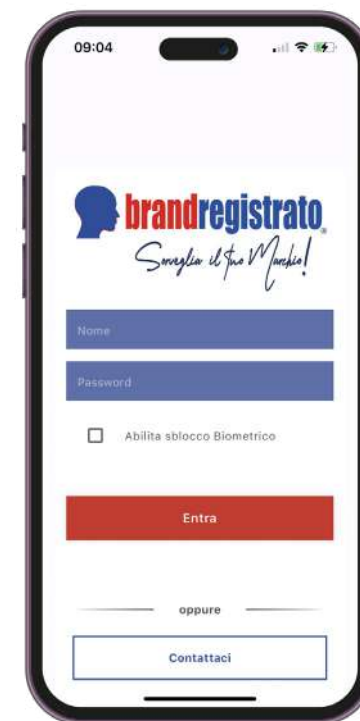 09:04
brandregistrato®
Sorveglia il tuo Marchio!
Nome
Password
Abilita sblocco Biometrico
Entra
oppure
Contattaci